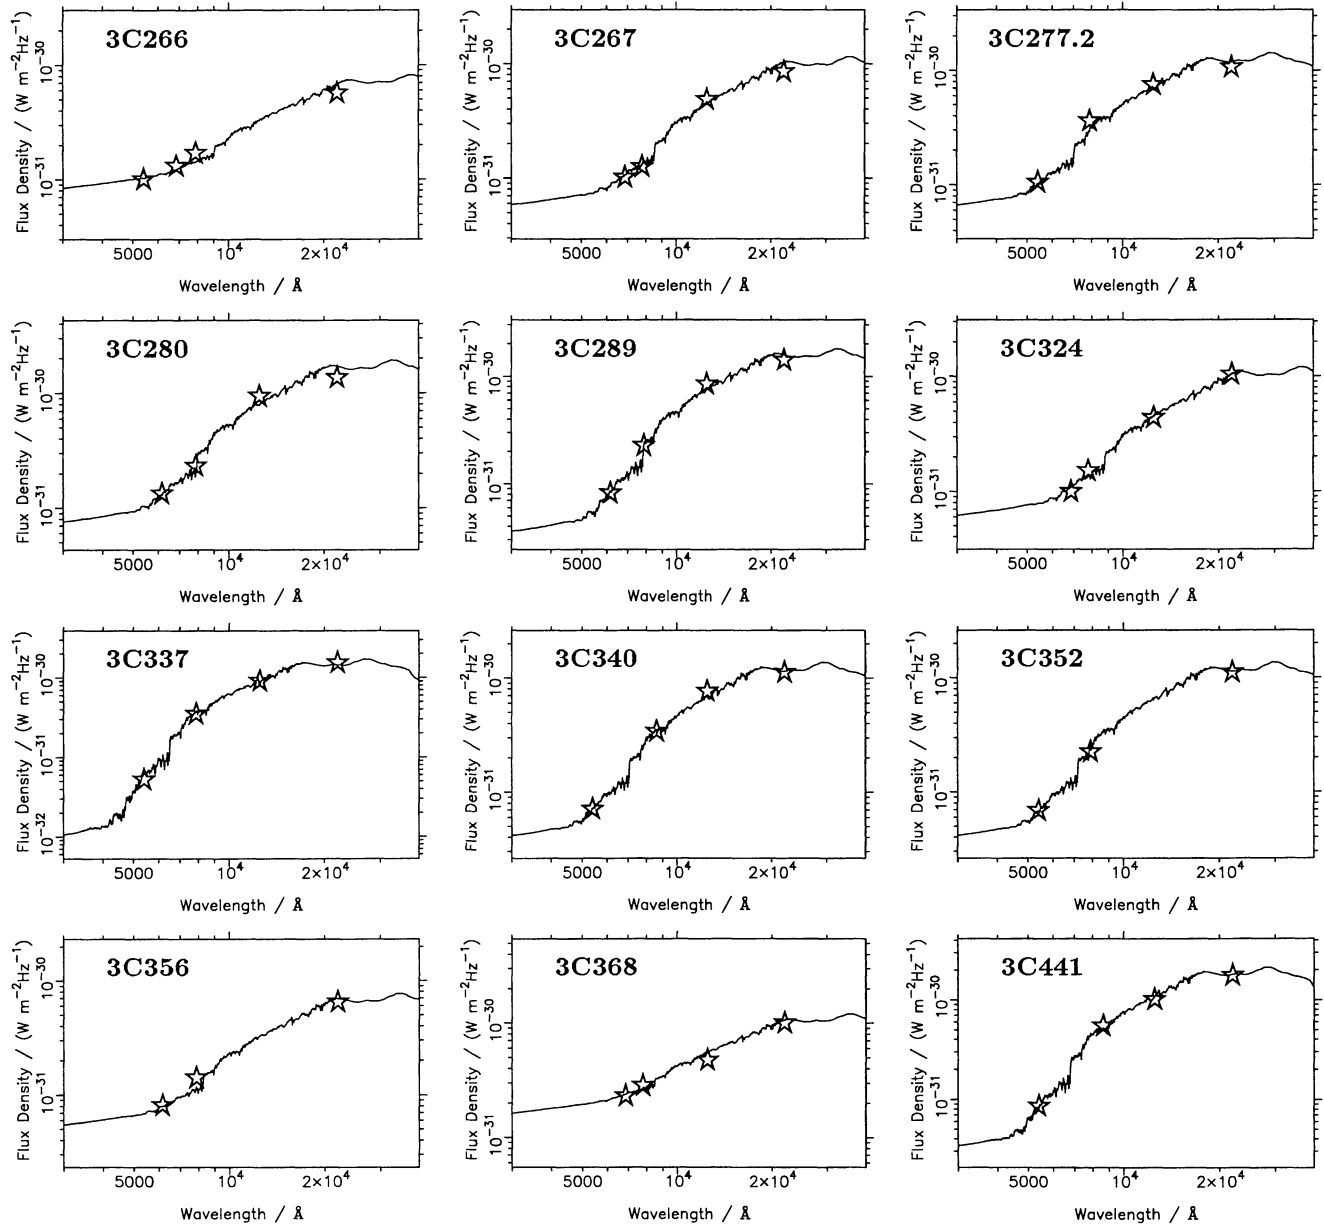 3C266
Flux Density / (W m⁻²Hz⁻¹)
10⁻³⁰
10⁻³¹
5000 10⁴ 2×10⁴
Wavelength / Å
3C267
Flux Density / (W m⁻²Hz⁻¹)
10⁻³⁰
10⁻³¹
5000 10⁴ 2×10⁴
Wavelength / Å
3C277.2
Flux Density / (W m⁻²Hz⁻¹)
10⁻³⁰
10⁻³¹
5000 10⁴ 2×10⁴
Wavelength / Å
3C280
Flux Density / (W m⁻²Hz⁻¹)
10⁻³⁰
10⁻³¹
5000 10⁴ 2×10⁴
Wavelength / Å
3C289
Flux Density / (W m⁻²Hz⁻¹)
10⁻³⁰
10⁻³¹
5000 10⁴ 2×10⁴
Wavelength / Å
3C324
Flux Density / (W m⁻²Hz⁻¹)
10⁻³⁰
10⁻³¹
5000 10⁴ 2×10⁴
Wavelength / Å
3C337
Flux Density / (W m⁻²Hz⁻¹)
10⁻³⁰
10⁻³¹
10⁻³²
5000 10⁴ 2×10⁴
Wavelength / Å
3C340
Flux Density / (W m⁻²Hz⁻¹)
10⁻³⁰
10⁻³¹
5000 10⁴ 2×10⁴
Wavelength / Å
3C352
Flux Density / (W m⁻²Hz⁻¹)
10⁻³⁰
10⁻³¹
5000 10⁴ 2×10⁴
Wavelength / Å
3C356
Flux Density / (W m⁻²Hz⁻¹)
10⁻³⁰
10⁻³¹
5000 10⁴ 2×10⁴
Wavelength / Å
3C368
Flux Density / (W m⁻²Hz⁻¹)
10⁻³⁰
10⁻³¹
5000 10⁴ 2×10⁴
Wavelength / Å
3C441
Flux Density / (W m⁻²Hz⁻¹)
10⁻³⁰
10⁻³¹
5000 10⁴ 2×10⁴
Wavelength / Å